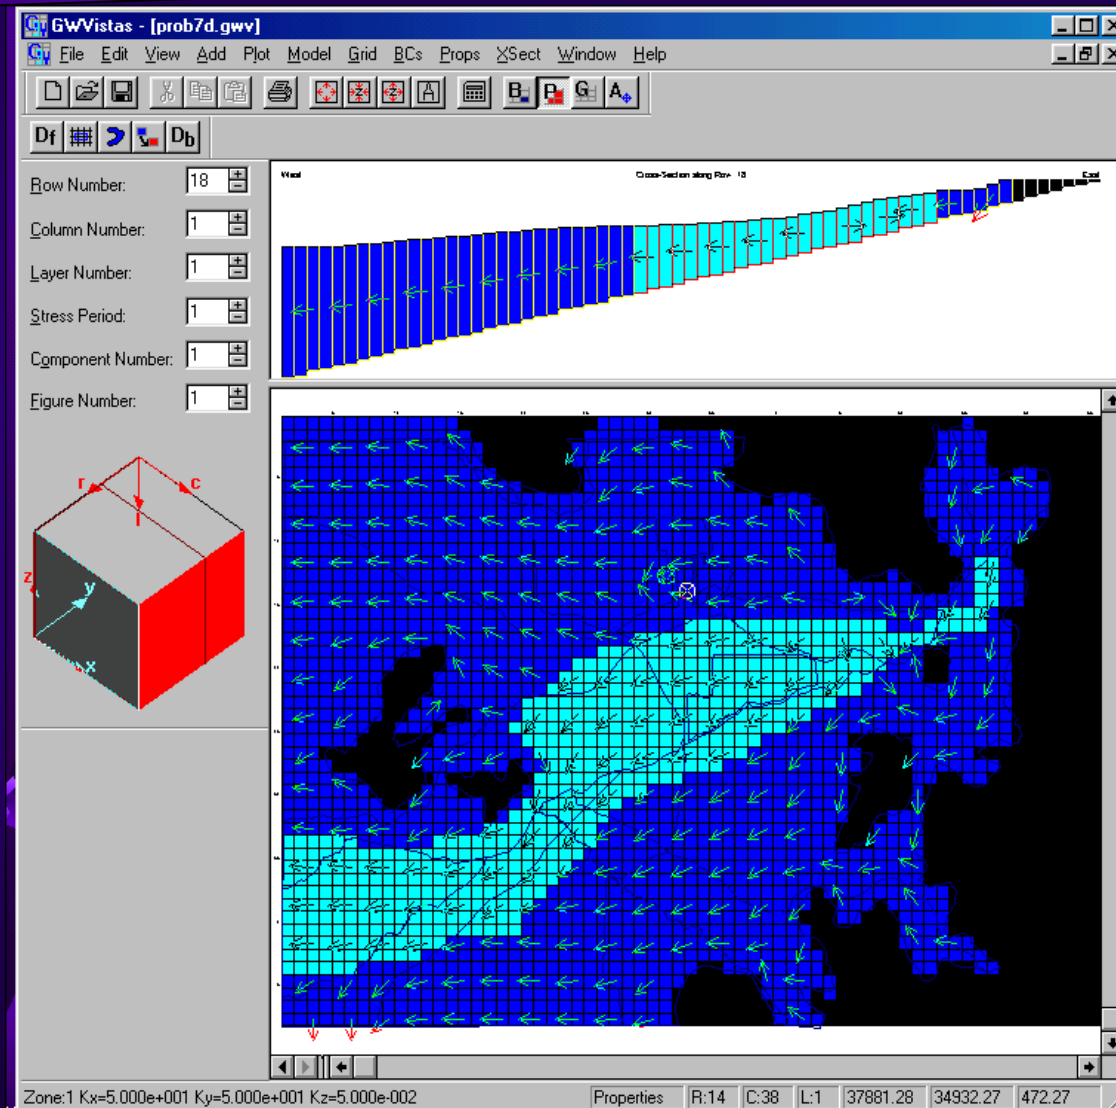 GWVistas - [prob7d.gwv]
File Edit View Add Plot Model Grid BCs Props XSect Window Help
B P G A
Df Db
Row Number: 18
Column Number: 1
Layer Number: 1
Stress Period: 1
Component Number: 1
Figure Number: 1
West Cross-Section along Row 18 East
r c
l
z y
x
Zone:1 Kx=5.000e+001 Ky=5.000e+001 Kz=5.000e-002 Properties R:14 C:38 L:1 37881.28 34932.27 472.27